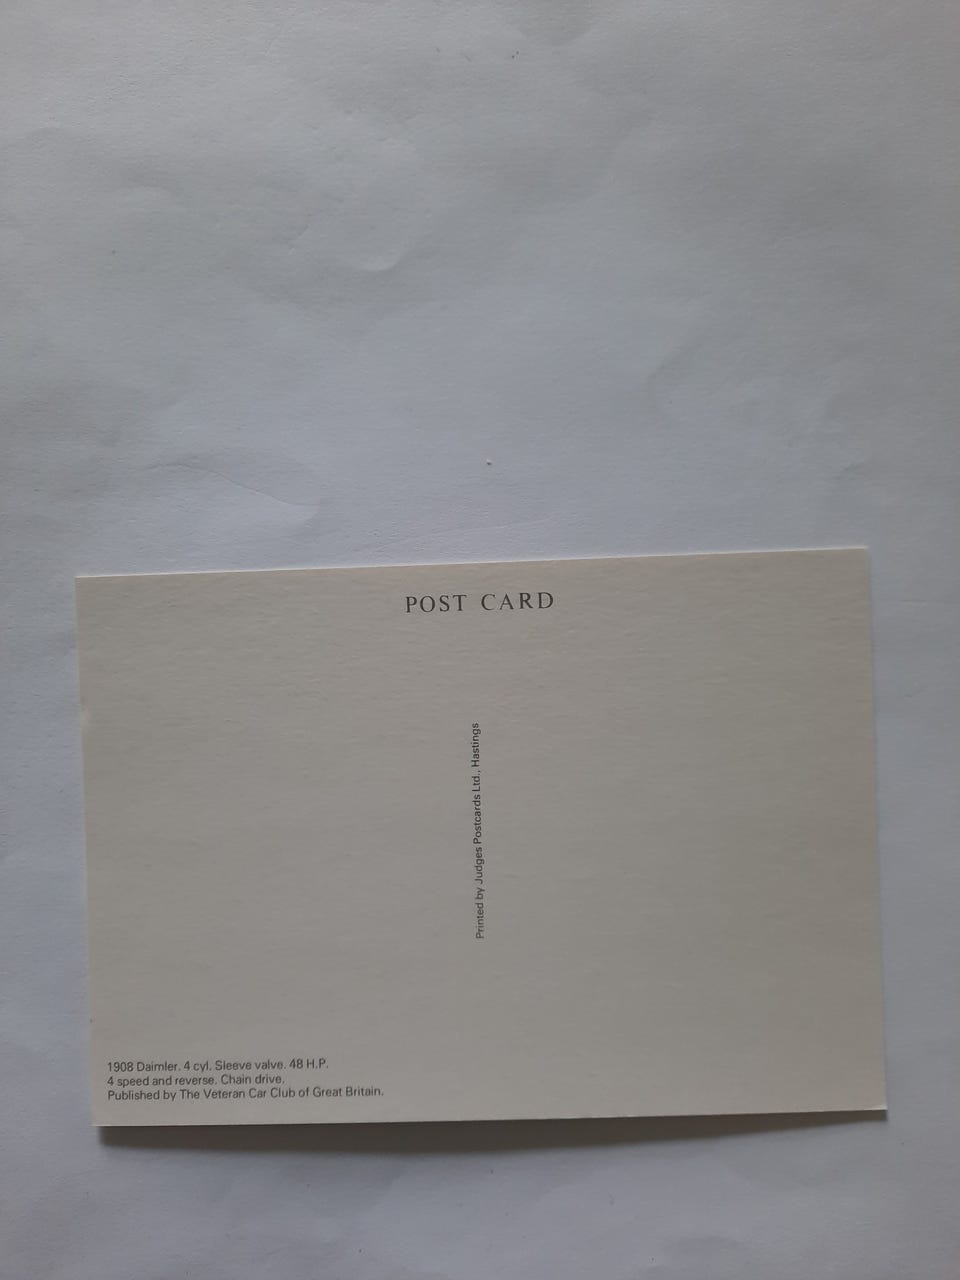 POST CARD
Printed by Judges Postcards Ltd., Hastings
1908 Daimler. 4 cyl. Sleeve valve. 48 H.P.
4 speed and reverse. Chain drive.
Published by The Veteran Car Club of Great Britain.